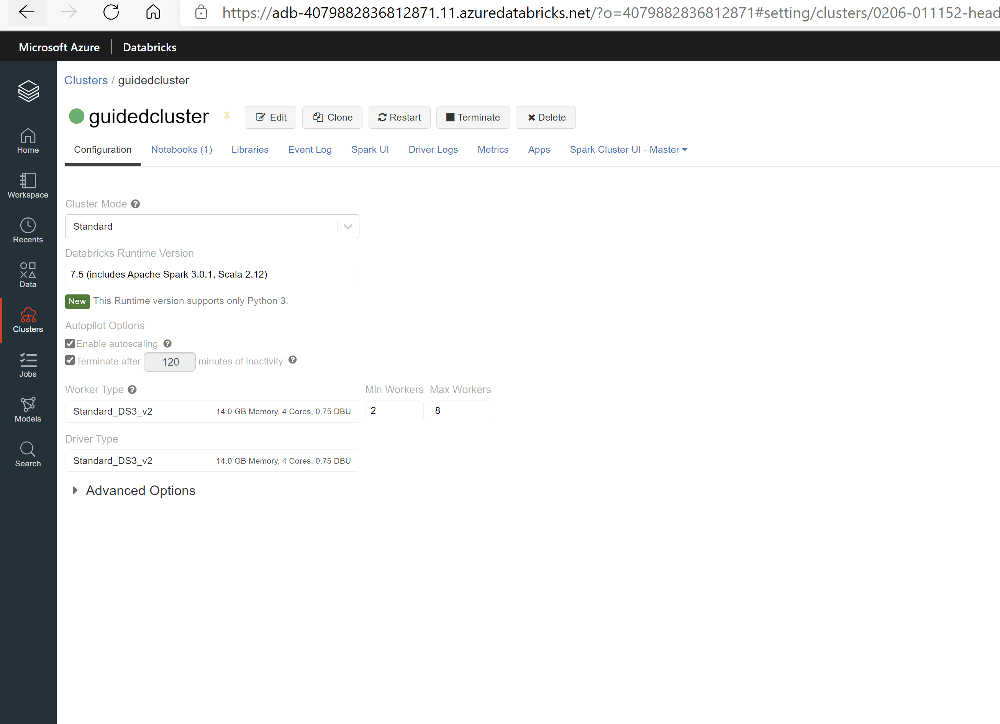 https://adb-4079882836812871.11.azuredatabricks.net/?o=4079882836812871#setting/clusters/0206-011152-head
Microsoft Azure | Databricks
Clusters / guidedcluster
guidedcluster Edit Clone Restart Terminate Delete
Configuration Notebooks (1) Libraries Event Log Spark UI Driver Logs Metrics Apps Spark Cluster UI - Master
Home
Workspace
Recents
Data
Clusters
Jobs
Models
Search
Cluster Mode
Standard
Databricks Runtime Version
7.5 (includes Apache Spark 3.0.1, Scala 2.12)
New This Runtime version supports only Python 3.
Autopilot Options
Enable autoscaling
Terminate after 120 minutes of inactivity
Worker Type Min Workers Max Workers
Standard_DS3_v2 14.0 GB Memory, 4 Cores, 0.75 DBU 2 8
Driver Type
Standard_DS3_v2 14.0 GB Memory, 4 Cores, 0.75 DBU
Advanced Options